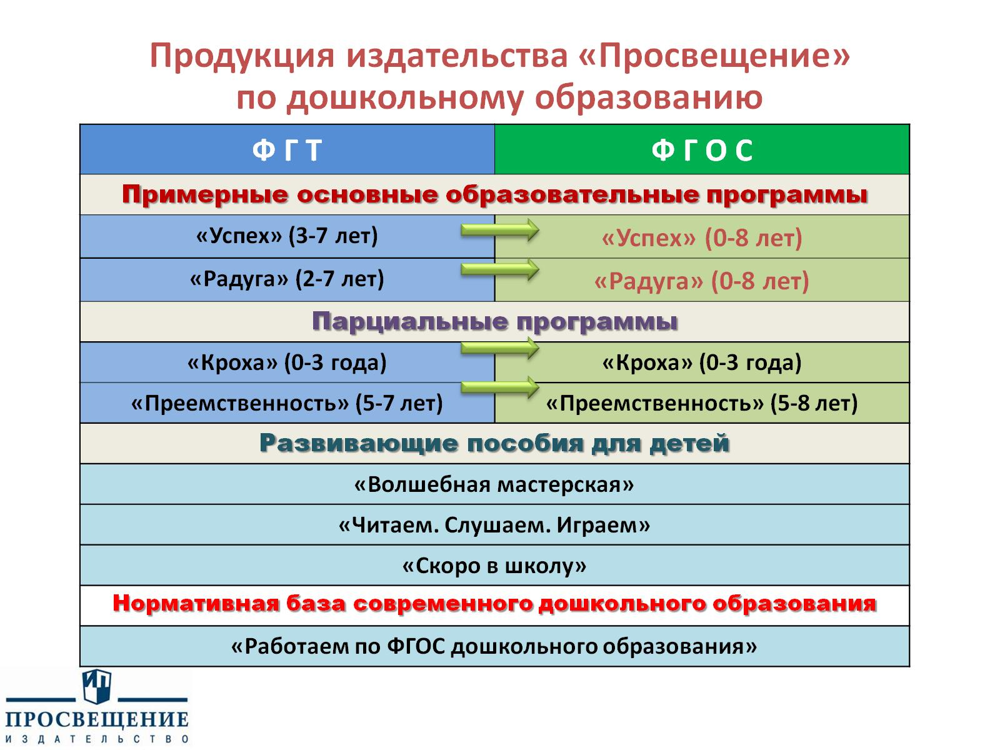 Продукция издательства «Просвещение»
по дошкольному образованию
Ф Г Т
Ф Г О С
Примерные основные образовательные программы
«Успех» (3-7 лет)
«Успех» (0-8 лет)
«Радуга» (2-7 лет)
«Радуга» (0-8 лет)
Парциальные программы
«Кроха» (0-3 года)
«Кроха» (0-3 года)
«Преемственность» (5-7 лет)
«Преемственность» (5-8 лет)
Развивающие пособия для детей
«Волшебная мастерская»
«Читаем. Слушаем. Играем»
«Скоро в школу»
Нормативная база современного дошкольного образования
«Работаем по ФГОС дошкольного образования»
ИП
ПРОСВЕЩЕНИЕ
ИЗДАТЕЛЬСТВО